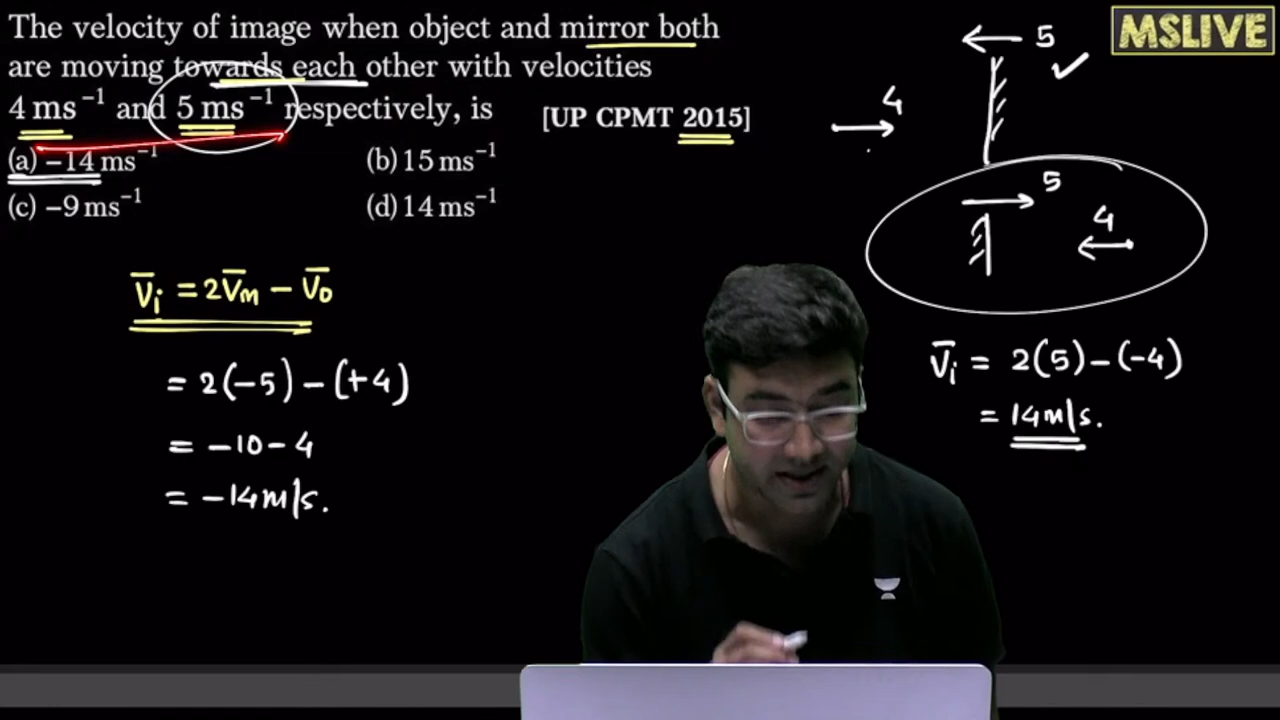 The velocity of image when object and mirror both
are moving towards each other with velocities
4 ms⁻¹ and 5 ms⁻¹ respectively, is [UP CPMT 2015]
(a) −14 ms⁻¹ (b) 15 ms⁻¹
(c) −9 ms⁻¹ (d) 14 ms⁻¹
MSLIVE
5
4
5
4
V̄i = 2V̄m − V̄o
= 2(−5) − (+4)
= −10 − 4
= −14 m/s.
V̄i = 2(5) − (−4)
= 14 m/s.